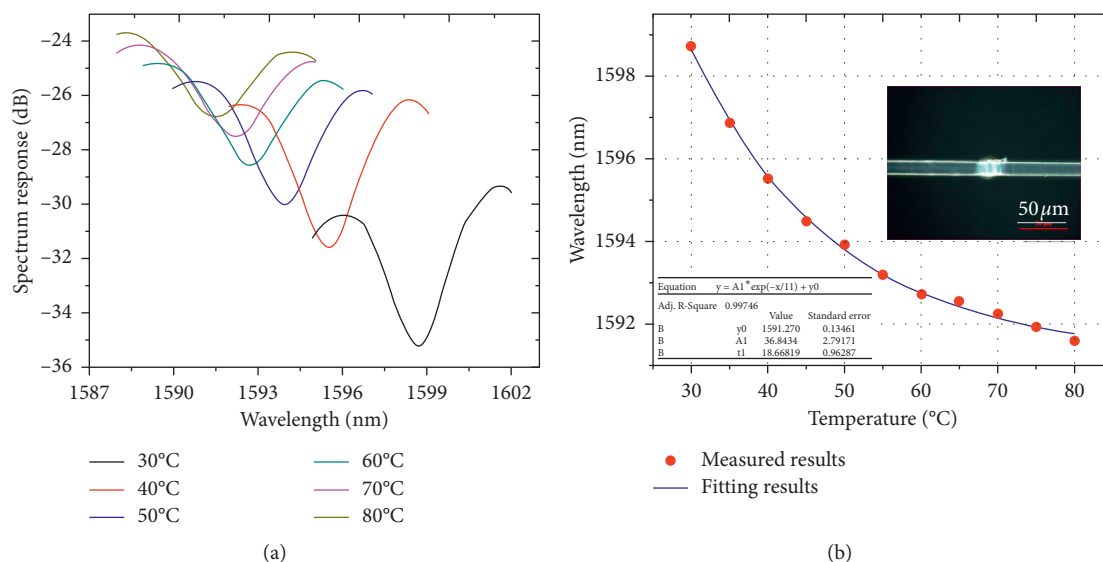 −24
−26
−28
−30
−32
−34
−36
Spectrum response (dB)
1587 1590 1593 1596 1599 1602
Wavelength (nm)
30°C
40°C
50°C
60°C
70°C
80°C
(a)
1598
1596
1594
1592
Wavelength (nm)
50 μm
Equation y = A1*exp(−x/11) + y0
Adj. R-Square 0.99746
Value Standard error
B y0 1591.270 0.13461
B A1 36.8434 2.79171
B t1 18.66819 0.96287
30 40 50 60 70 80
Temperature (°C)
Measured results
Fitting results
(b)